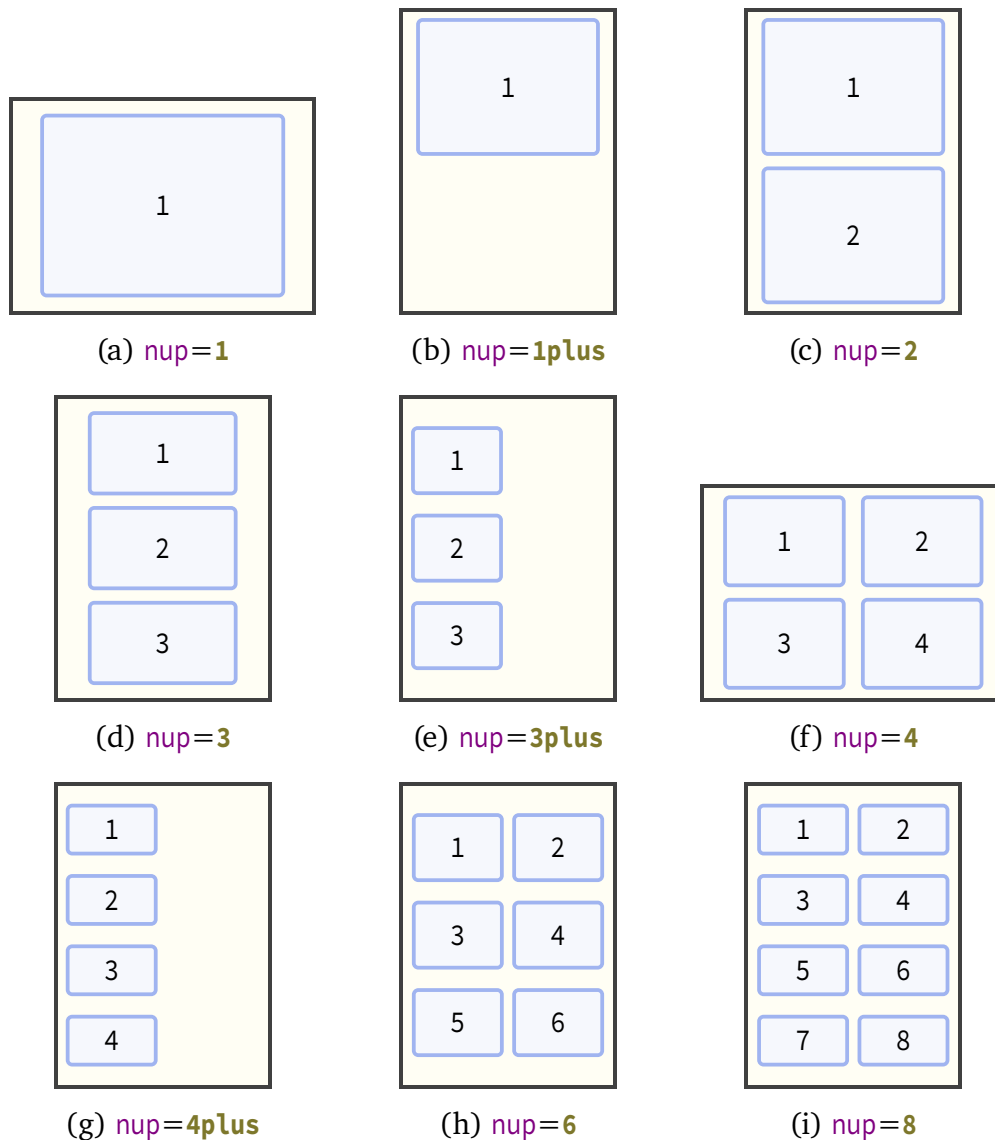 1
1
1
2
(a) nup=1
(b) nup=1plus
(c) nup=2
1
2
3
1
2
3
1 2
3 4
(d) nup=3
(e) nup=3plus
(f) nup=4
1
2
3
4
1 2
3 4
5 6
1 2
3 4
5 6
7 8
(g) nup=4plus
(h) nup=6
(i) nup=8